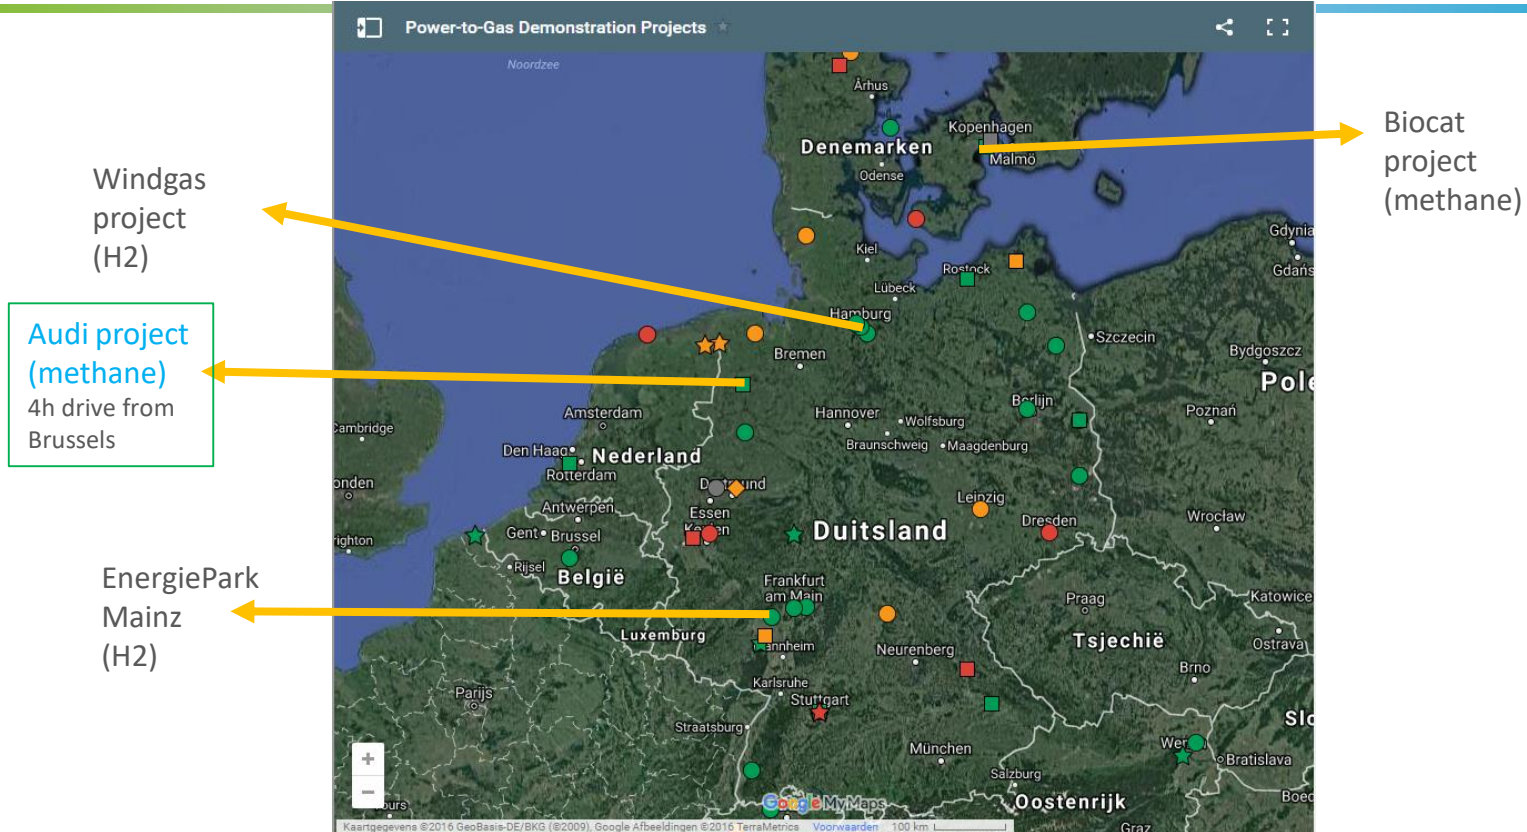 Power-to-Gas Demonstration Projects
Noordzee
Århus
Kopenhagen
Denemarken
Malmö
Odense
Biocat
project
(methane)
Windgas
project
(H2)
Kiel
Gdynia
Rostock
Lübeck
Hamburg
Audi project
(methane)
4h drive from
Brussels
Bremen
Szczecin
Bydgoszcz
Amsterdam
Hannover
Wolfsburg
Berlijn
Poznań
Cambridge
Den Haag
Nederland
Braunschweig
Maagdenburg
Rotterdam
Antwerpen
Essen
Leipzig
Gent
Brussel
Duitsland
Dresden
Wrocław
Rijsel
België
EnergiePark
Mainz
(H2)
Frankfurt
am Main
Praag
Katowice
Luxemburg
Neurenberg
Tsjechië
Ostrava
Brno
Karlsruhe
Parijs
Stuttgart
Straatsburg
München
Bratislava
Salzburg
Google My Maps
Oostenrijk
Graz
Kaartgegevens ©2016 GeoBasis-DE/BKG (©2009), Google Afbeeldingen ©2016 TerraMetrics Voorwaarden 100 km